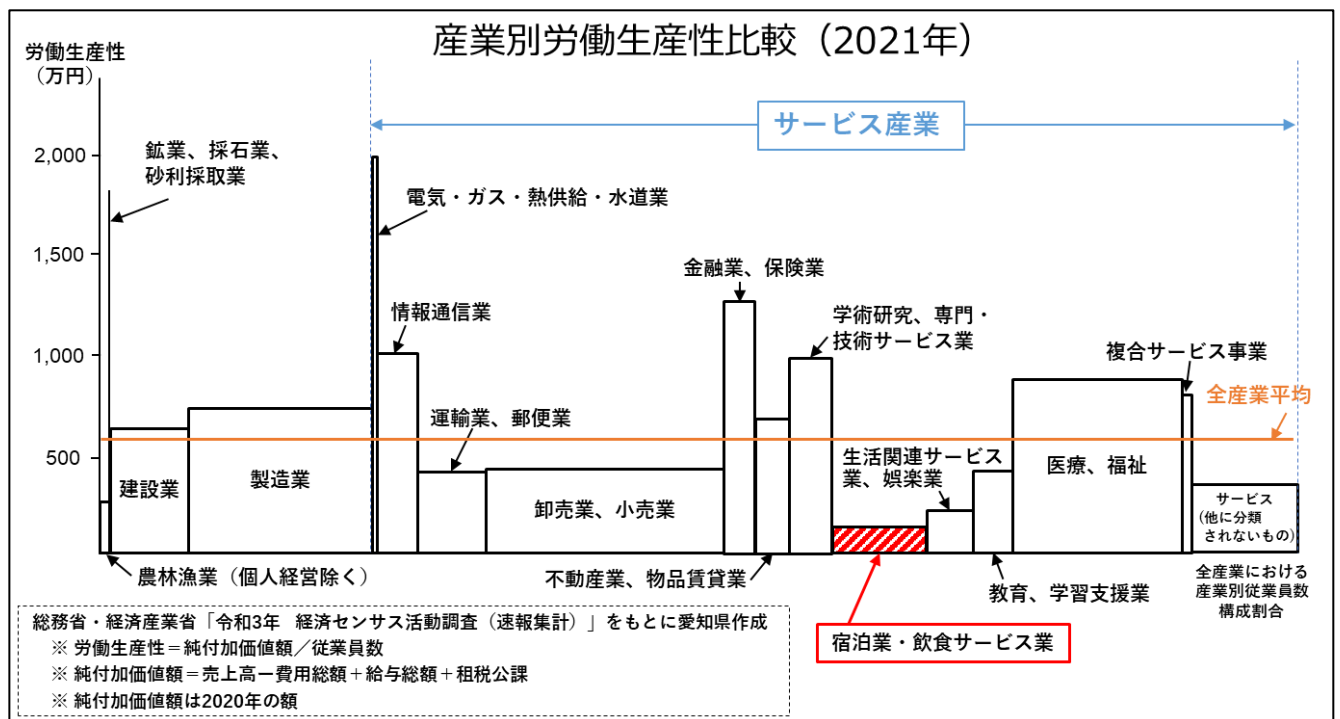 産業別労働生産性比較（2021年）
労働生産性
（万円）
サービス産業
2,000
1,500
1,000
500
鉱業、採石業、
砂利採取業
電気・ガス・熱供給・水道業
情報通信業
運輸業、郵便業
金融業、保険業
学術研究、専門・
技術サービス業
複合サービス事業
全産業平均
建設業
製造業
卸売業、小売業
生活関連サービス
業、娯楽業
医療、福祉
サービス
(他に分類
されないもの)
農林漁業（個人経営除く）
不動産業、物品賃貸業
教育、学習支援業
全産業における
産業別従業員数
構成割合
宿泊業・飲食サービス業
総務省・経済産業省「令和3年　経済センサス活動調査（速報集計）」をもとに愛知県作成
※ 労働生産性＝純付加価値額／従業員数
※ 純付加価値額＝売上高ー費用総額＋給与総額＋租税公課
※ 純付加価値額は2020年の額